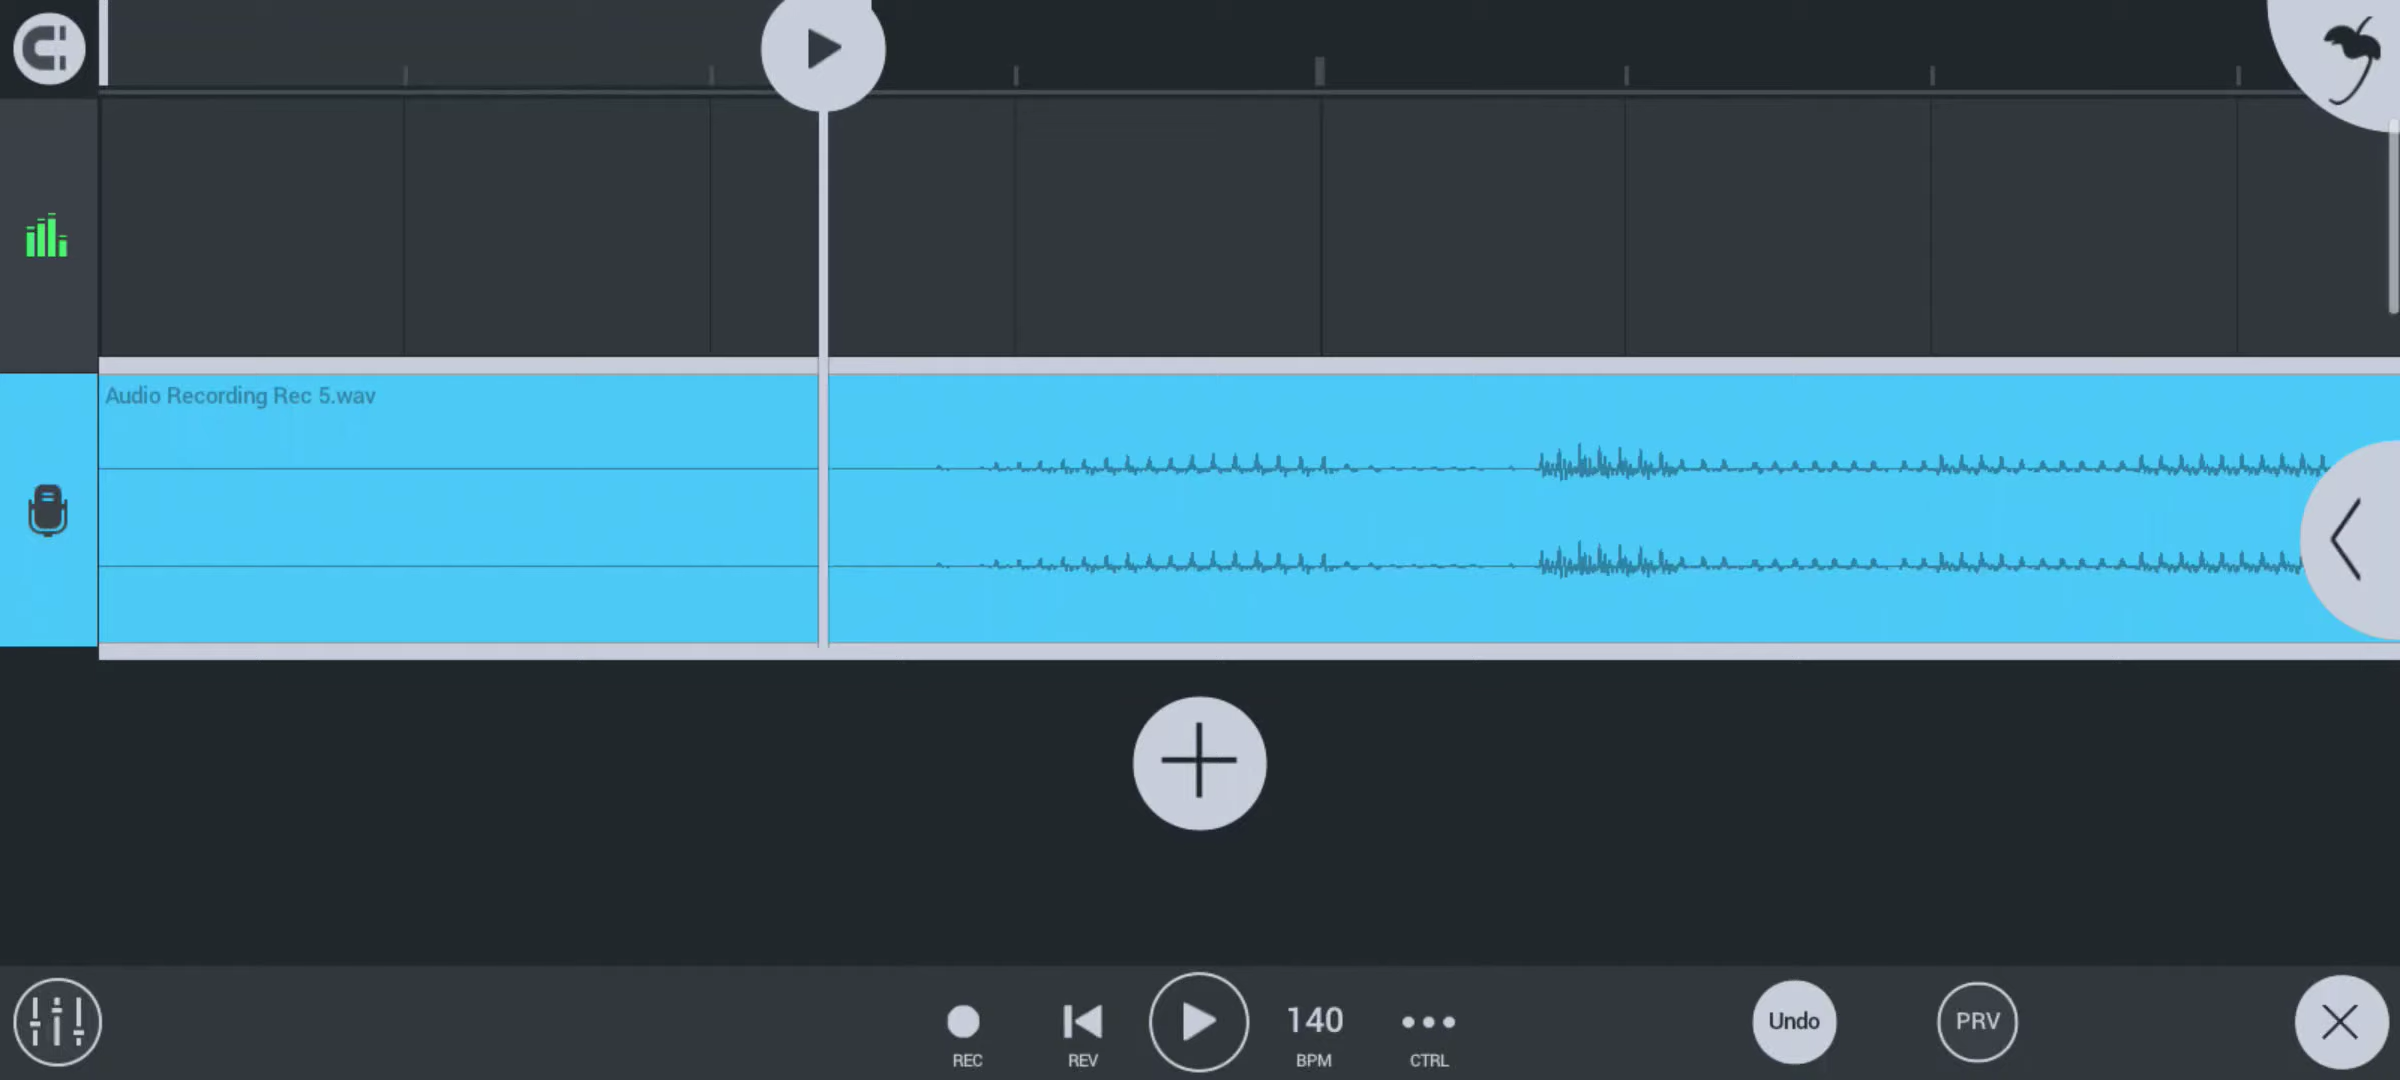 Audio Recording Rec 5.wav
140
Undo
PRV
REC
REV
BPM
CTRL